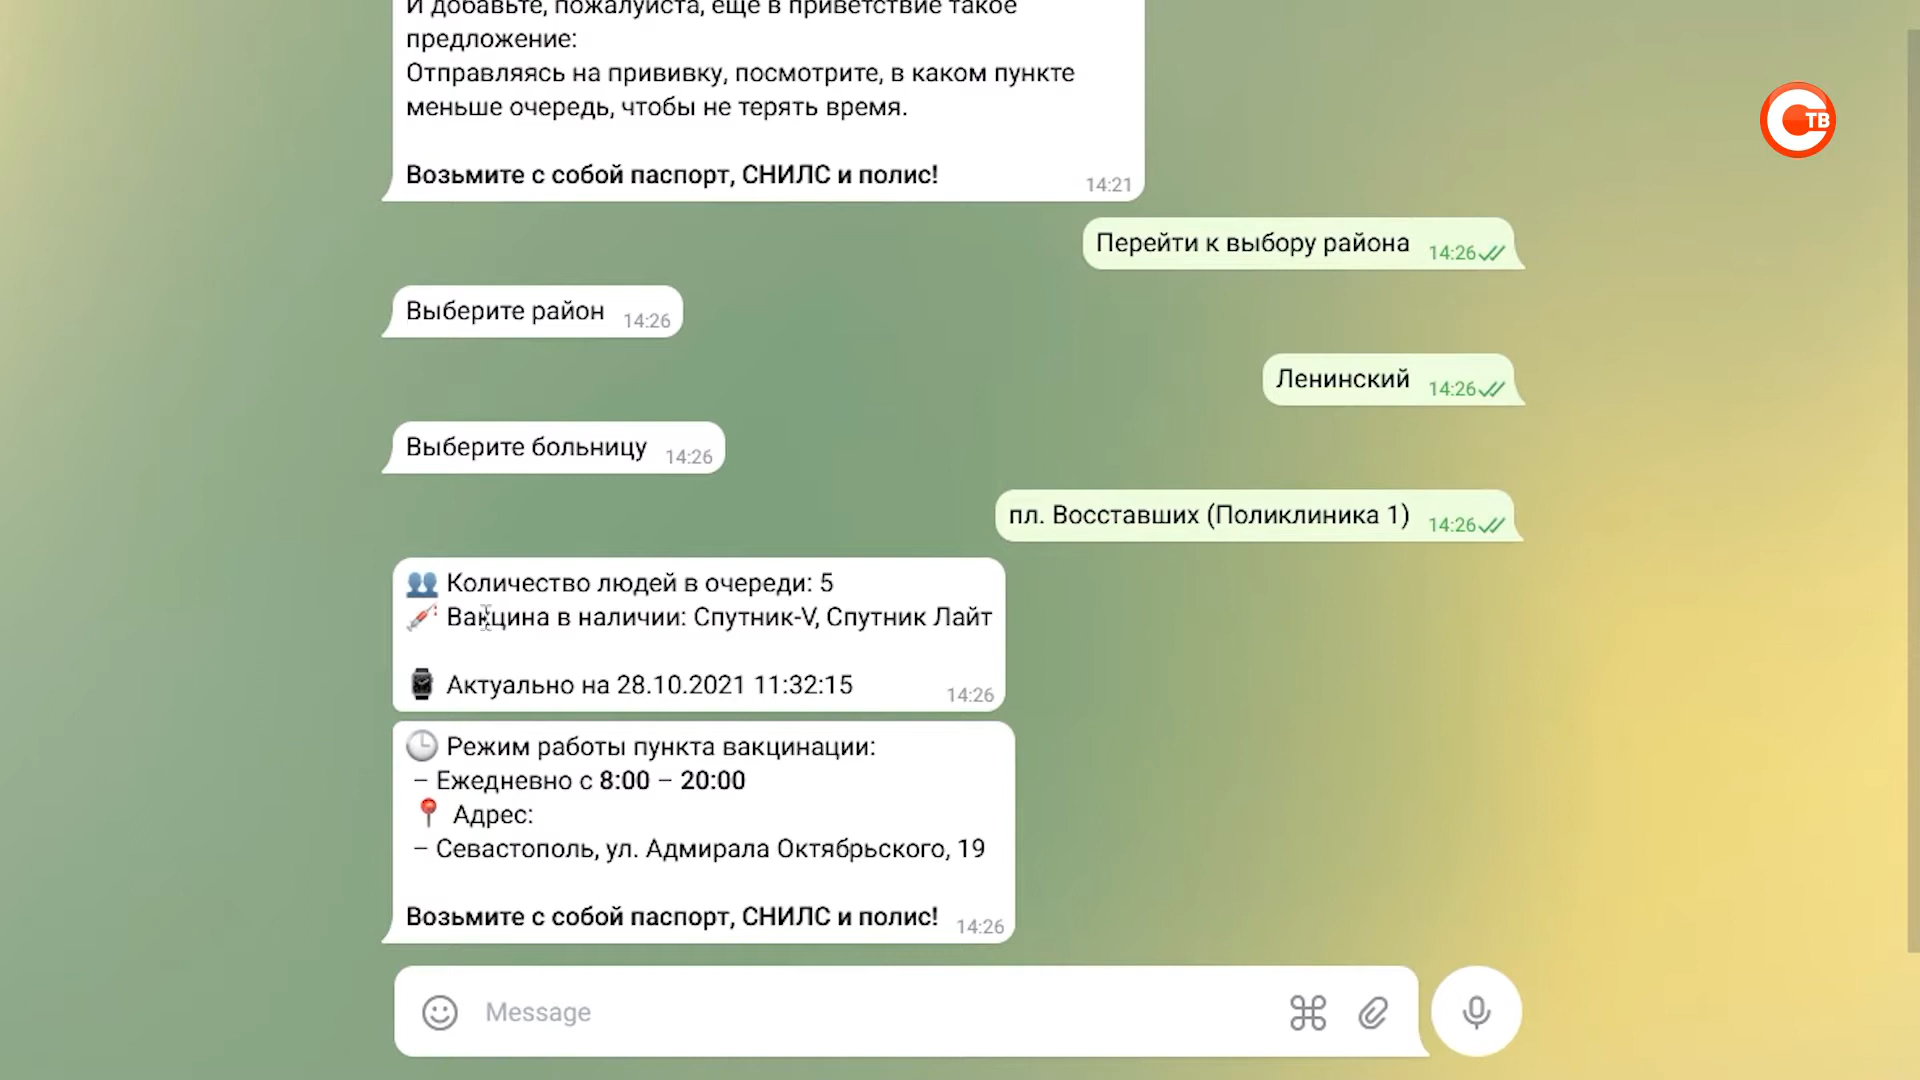 И добавьте, пожалуйста, еще в приветствие такое
предложение:
Отправляясь на прививку, посмотрите, в каком пункте
меньше очередь, чтобы не терять время.
Возьмите с собой паспорт, СНИЛС и полис!
14:21
Перейти к выбору района 14:26
Выберите район 14:26
Ленинский 14:26
Выберите больницу 14:26
пл. Восставших (Поликлиника 1) 14:26
Количество людей в очереди: 5
Вакцина в наличии: Спутник-V, Спутник Лайт
Актуально на 28.10.2021 11:32:15
14:26
Режим работы пункта вакцинации:
– Ежедневно с 8:00 – 20:00
Адрес:
– Севастополь, ул. Адмирала Октябрьского, 19
Возьмите с собой паспорт, СНИЛС и полис! 14:26
Message
СТВ